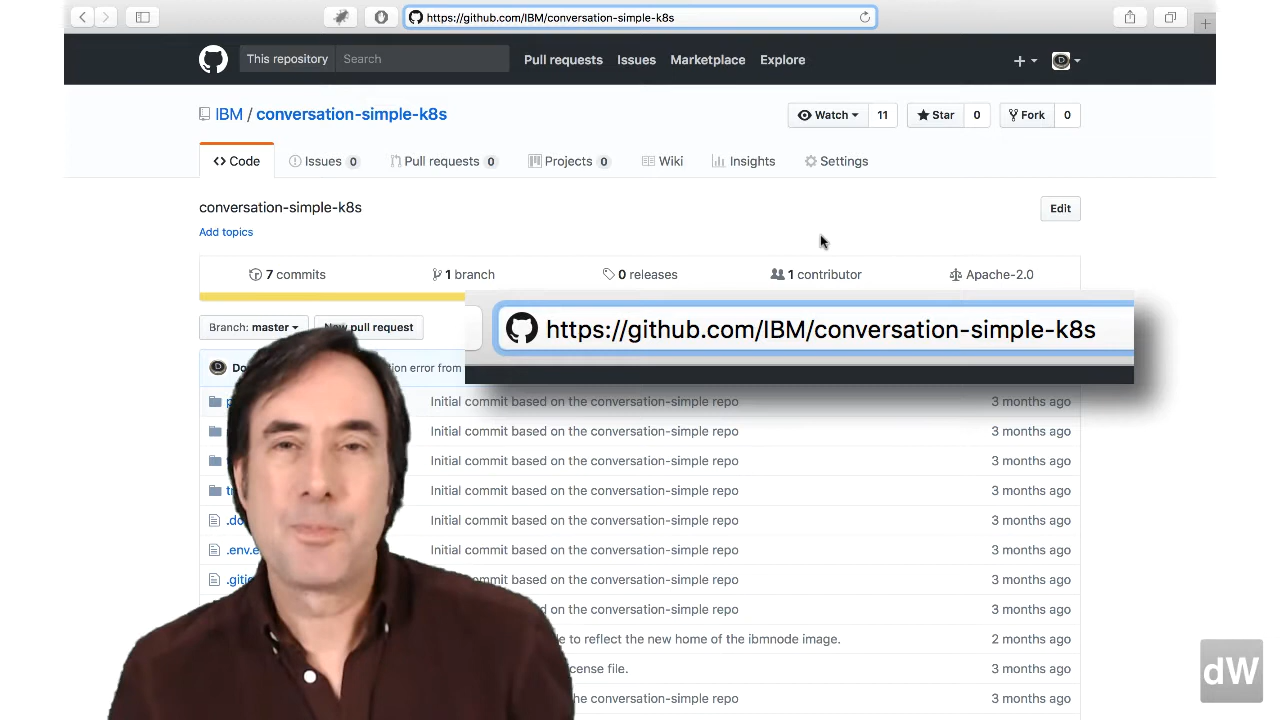 https://github.com/IBM/conversation-simple-k8s
This repository Search Pull requests Issues Marketplace Explore
IBM / conversation-simple-k8s
Watch 11 Star 0 Fork 0
Code Issues 0 Pull requests 0 Projects 0 Wiki Insights Settings
conversation-simple-k8s
Edit
Add topics
7 commits 1 branch 0 releases 1 contributor Apache-2.0
Branch: master New pull request
https://github.com/IBM/conversation-simple-k8s
error from
Initial commit based on the conversation-simple repo 3 months ago
Initial commit based on the conversation-simple repo 3 months ago
Initial commit based on the conversation-simple repo 3 months ago
Initial commit based on the conversation-simple repo 3 months ago
Initial commit based on the conversation-simple repo 3 months ago
Initial commit based on the conversation-simple repo 3 months ago
based on the conversation-simple repo 3 months ago
based on the conversation-simple repo 3 months ago
to reflect the new home of the ibmnode image. 2 months ago
file. 3 months ago
the conversation-simple repo 3 months ago
dW